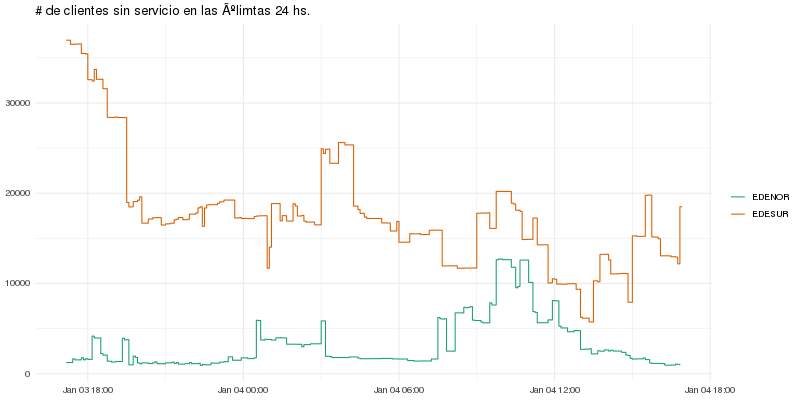 # de clientes sin servicio en las Ãºlimtas 24 hs.
30000
20000
10000
0
Jan 03 18:00
Jan 04 00:00
Jan 04 06:00
Jan 04 12:00
Jan 04 18:00
EDENOR
EDESUR